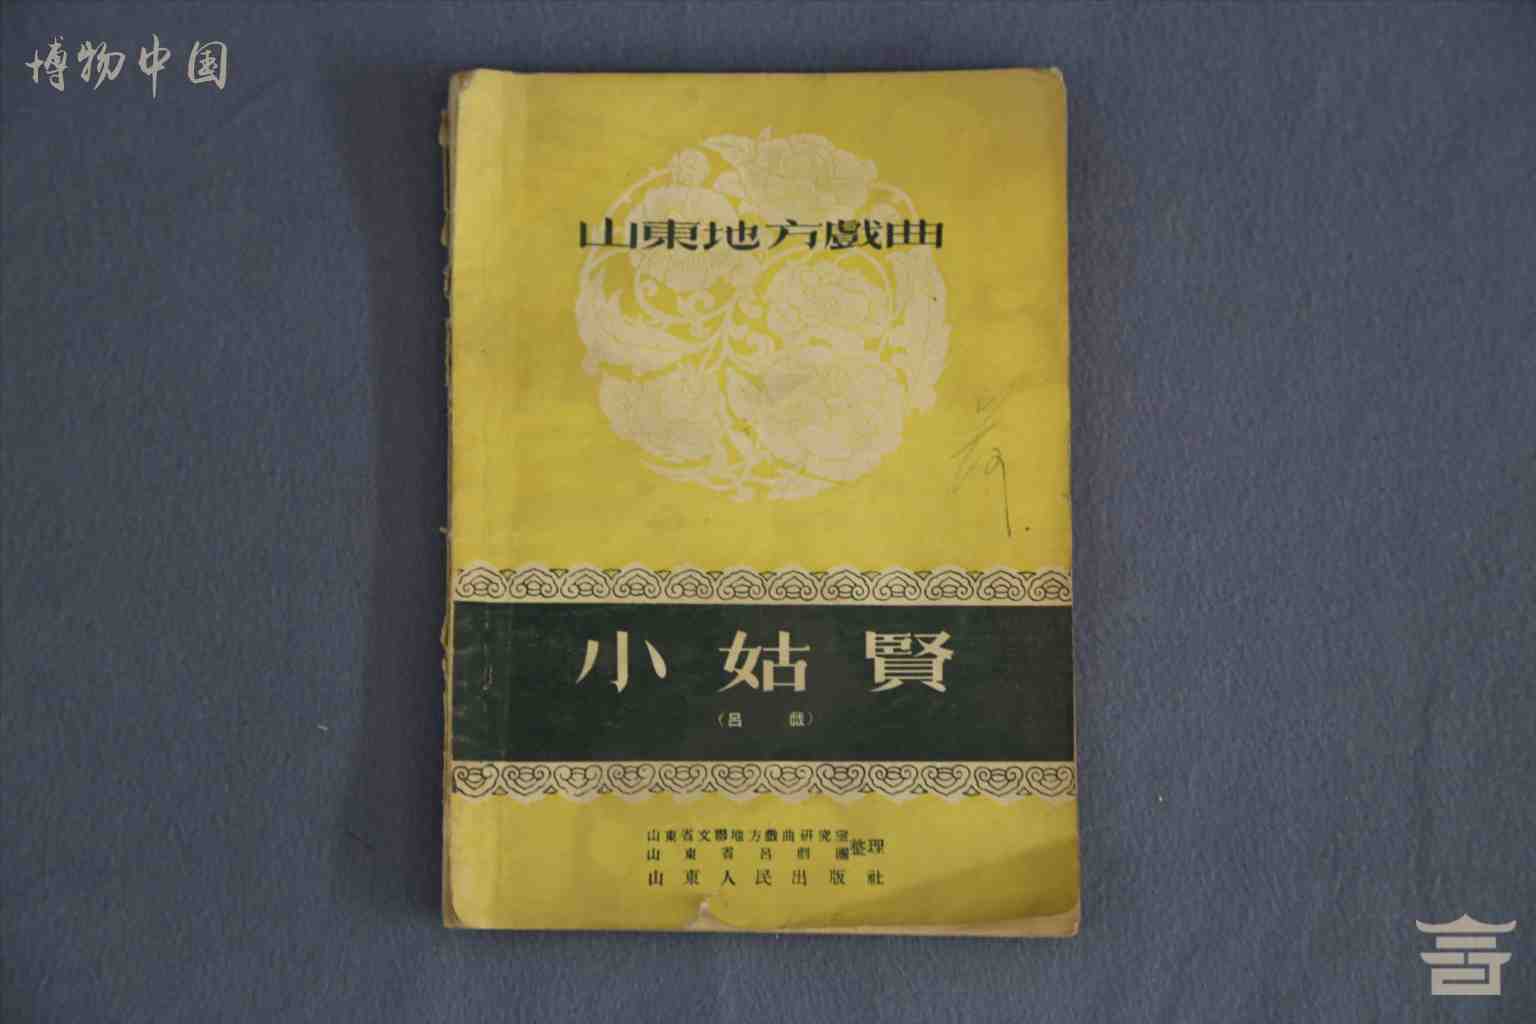 博物中国
山東地方戲曲
小姑賢
（呂戲）
山東省文聯地方戲曲研究室
山東省呂劇團
整理
山東人民出版社